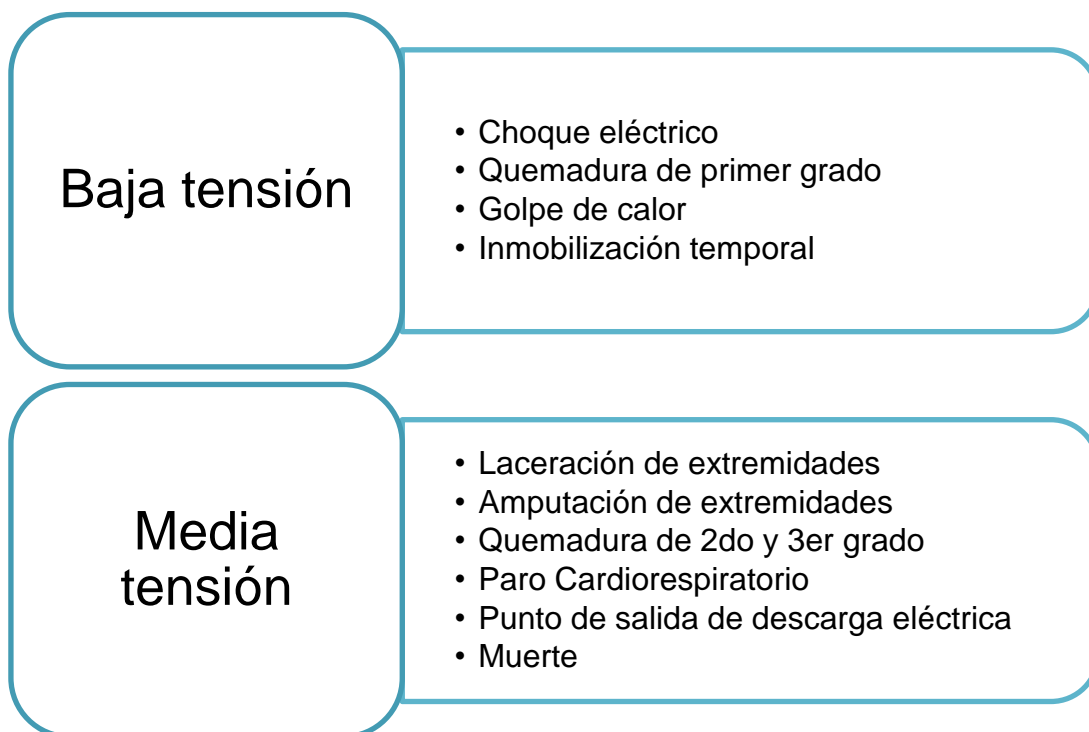 Baja tensión
• Choque eléctrico
• Quemadura de primer grado
• Golpe de calor
• Inmobilización temporal
Media
tensión
• Laceración de extremidades
• Amputación de extremidades
• Quemadura de 2do y 3er grado
• Paro Cardiorespiratorio
• Punto de salida de descarga eléctrica
• Muerte